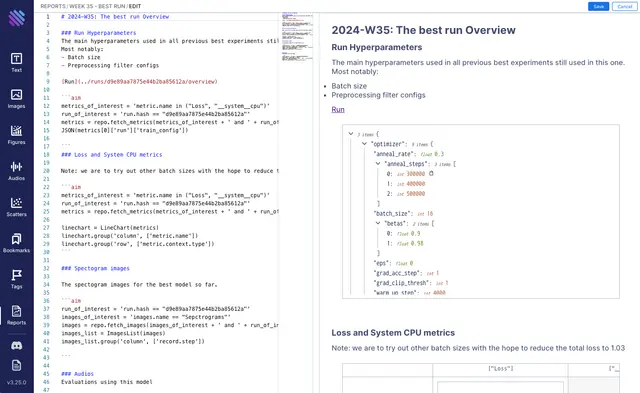 REPORTS / WEEK 35 - BEST RUN / EDIT
Save
Cancel
Text
Images
Figures
Audios
Scatters
Bookmarks
Tags
Reports
v3.25.0
1 # 2024-W35: The best run Overview
2
3 ### Run Hyperparameters
4 The main hyperparameters used in all previous best experiments stil
5 Most notably:
6 - Batch size
7 - Preprocessing filter configs
8
9 [Run](../runs/d9e89aa7875e44b2ba85612a/overview)
10
11 ```aim
12 metrics_of_interest = 'metric.name in ("Loss", "__system__cpu")'
13 run_of_interest = 'run.hash == "d9e89aa7875e44b2ba85612a"'
14 metrics = repo.fetch_metrics(metrics_of_interest + ' and ' + run_of
15 JSON(metrics[0]['run']['train_config'])
16
17 ```
18 ### Loss and System CPU metrics
19
20 Note: we are to try out other batch sizes with the hope to reduce t
21
22 ```aim
23 metrics_of_interest = 'metric.name in ("Loss", "__system__cpu")'
24 run_of_interest = 'run.hash == "d9e89aa7875e44b2ba85612a"'
25 metrics = repo.fetch_metrics(metrics_of_interest + ' and ' + run_of
26
27 linechart = LineChart(metrics)
28 linechart.group('column', ['metric.name'])
29 linechart.group('row', ['metric.context.type'])
30 ```
31
32
33 ### Spectogram images
34
35 The spectogram images for the best model so far.
36
37 ```aim
38 run_of_interest = 'run.hash == "d9e89aa7875e44b2ba85612a"'
39 images_of_interest = 'images.name == "Sepctrograms"'
40 images = repo.fetch_images(images_of_interest + ' and ' + run_of_in
41 images_list = ImagesList(images)
42 images_list.group('column', ['record.step'])
43
44 ```
45
46 ### Audios
47 Evaluations using this model
2024-W35: The best run Overview
Run Hyperparameters
The main hyperparameters used in all previous best experiments still used in this one.
Most notably:
Batch size
Preprocessing filter configs
Run
3 items {
"optimizer": 9 items {
"anneal_rate": float 0.3
"anneal_steps": 3 items [
0: int 300000
1: int 400000
2: int 500000
]
"batch_size": int 16
"betas": 2 items [
0: float 0.9
1: float 0.98
]
"eps": float 0
"grad_acc_step": int 1
"grad_clip_thresh": int 1
"warm_up_step": int 4000
Loss and System CPU metrics
Note: we are to try out other batch sizes with the hope to reduce the total loss to 1.03
["Loss"]
["_